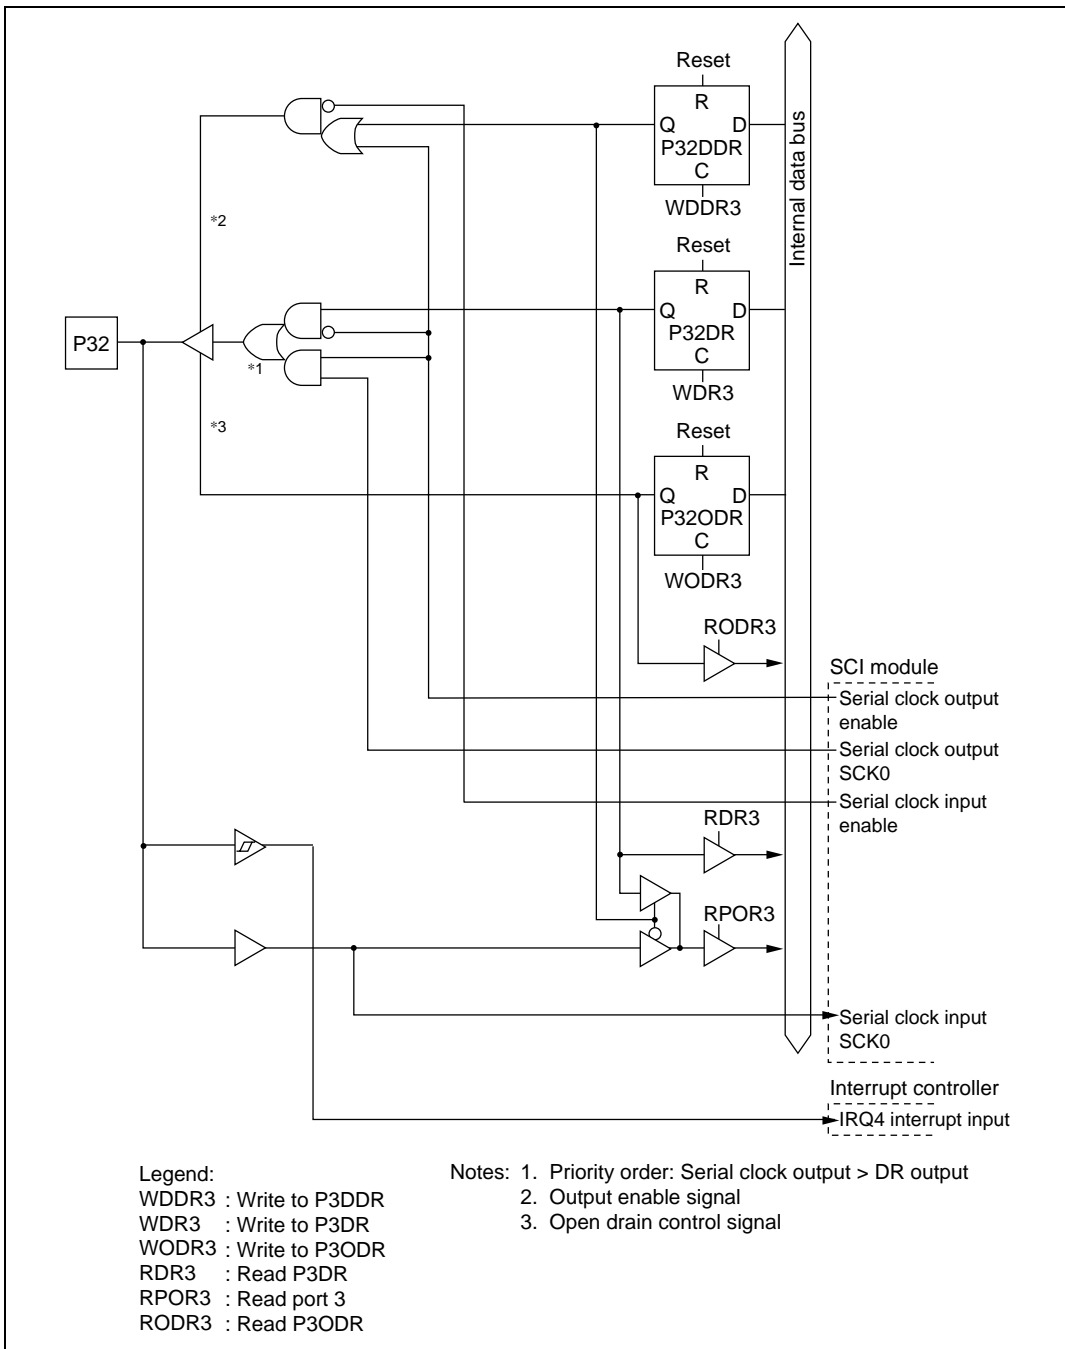 Reset
R
Q D
P32DDR
C
WDDR3
Internal data bus
*2
Reset
R
Q D
P32DR
C
WDR3
P32
*1
*3
Reset
R
Q D
P32ODR
C
WODR3
RODR3
SCI module
Serial clock output
enable
Serial clock output
SCK0
Serial clock input
enable
RDR3
RPOR3
Serial clock input
SCK0
Interrupt controller
IRQ4 interrupt input
Legend:
WDDR3 : Write to P3DDR
WDR3 : Write to P3DR
WODR3 : Write to P3ODR
RDR3 : Read P3DR
RPOR3 : Read port 3
RODR3 : Read P3ODR
Notes: 1. Priority order: Serial clock output > DR output
2. Output enable signal
3. Open drain control signal